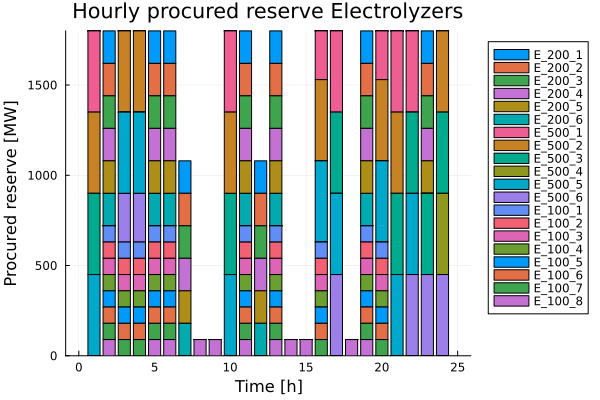 Hourly procured reserve Electrolyzers
Procured reserve [MW]
1500
1000
500
0
0 5 10 15 20 25
Time [h]
E_200_1
E_200_2
E_200_3
E_200_4
E_200_5
E_200_6
E_500_1
E_500_2
E_500_3
E_500_4
E_500_5
E_500_6
E_100_1
E_100_2
E_100_3
E_100_4
E_100_5
E_100_6
E_100_7
E_100_8